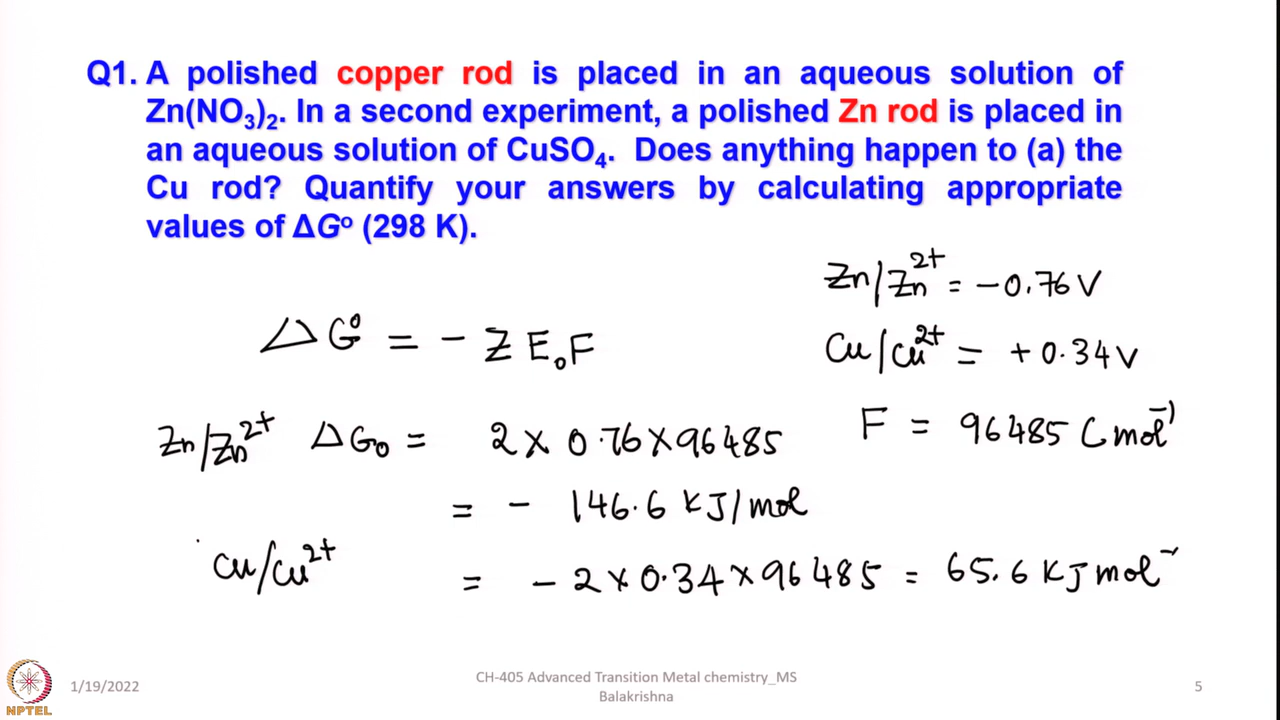 Q1. A polished copper rod is placed in an aqueous solution of
Zn(NO₃)₂. In a second experiment, a polished Zn rod is placed in
an aqueous solution of CuSO₄. Does anything happen to (a) the
Cu rod? Quantify your answers by calculating appropriate
values of ΔG° (298 K).
Zn/Zn²⁺ = -0.76 V
ΔG° = - Z E₀F
Cu/Cu²⁺ = +0.34 V
F = 96485 C mol⁻¹
Zn/Zn²⁺ ΔG₀ = 2 × 0.76 × 96485
= - 146.6 KJ/mol
Cu/Cu²⁺ = - 2 × 0.34 × 96485 = 65.6 KJ mol⁻
NPTEL
1/19/2022
CH-405 Advanced Transition Metal chemistry_MS
Balakrishna
5